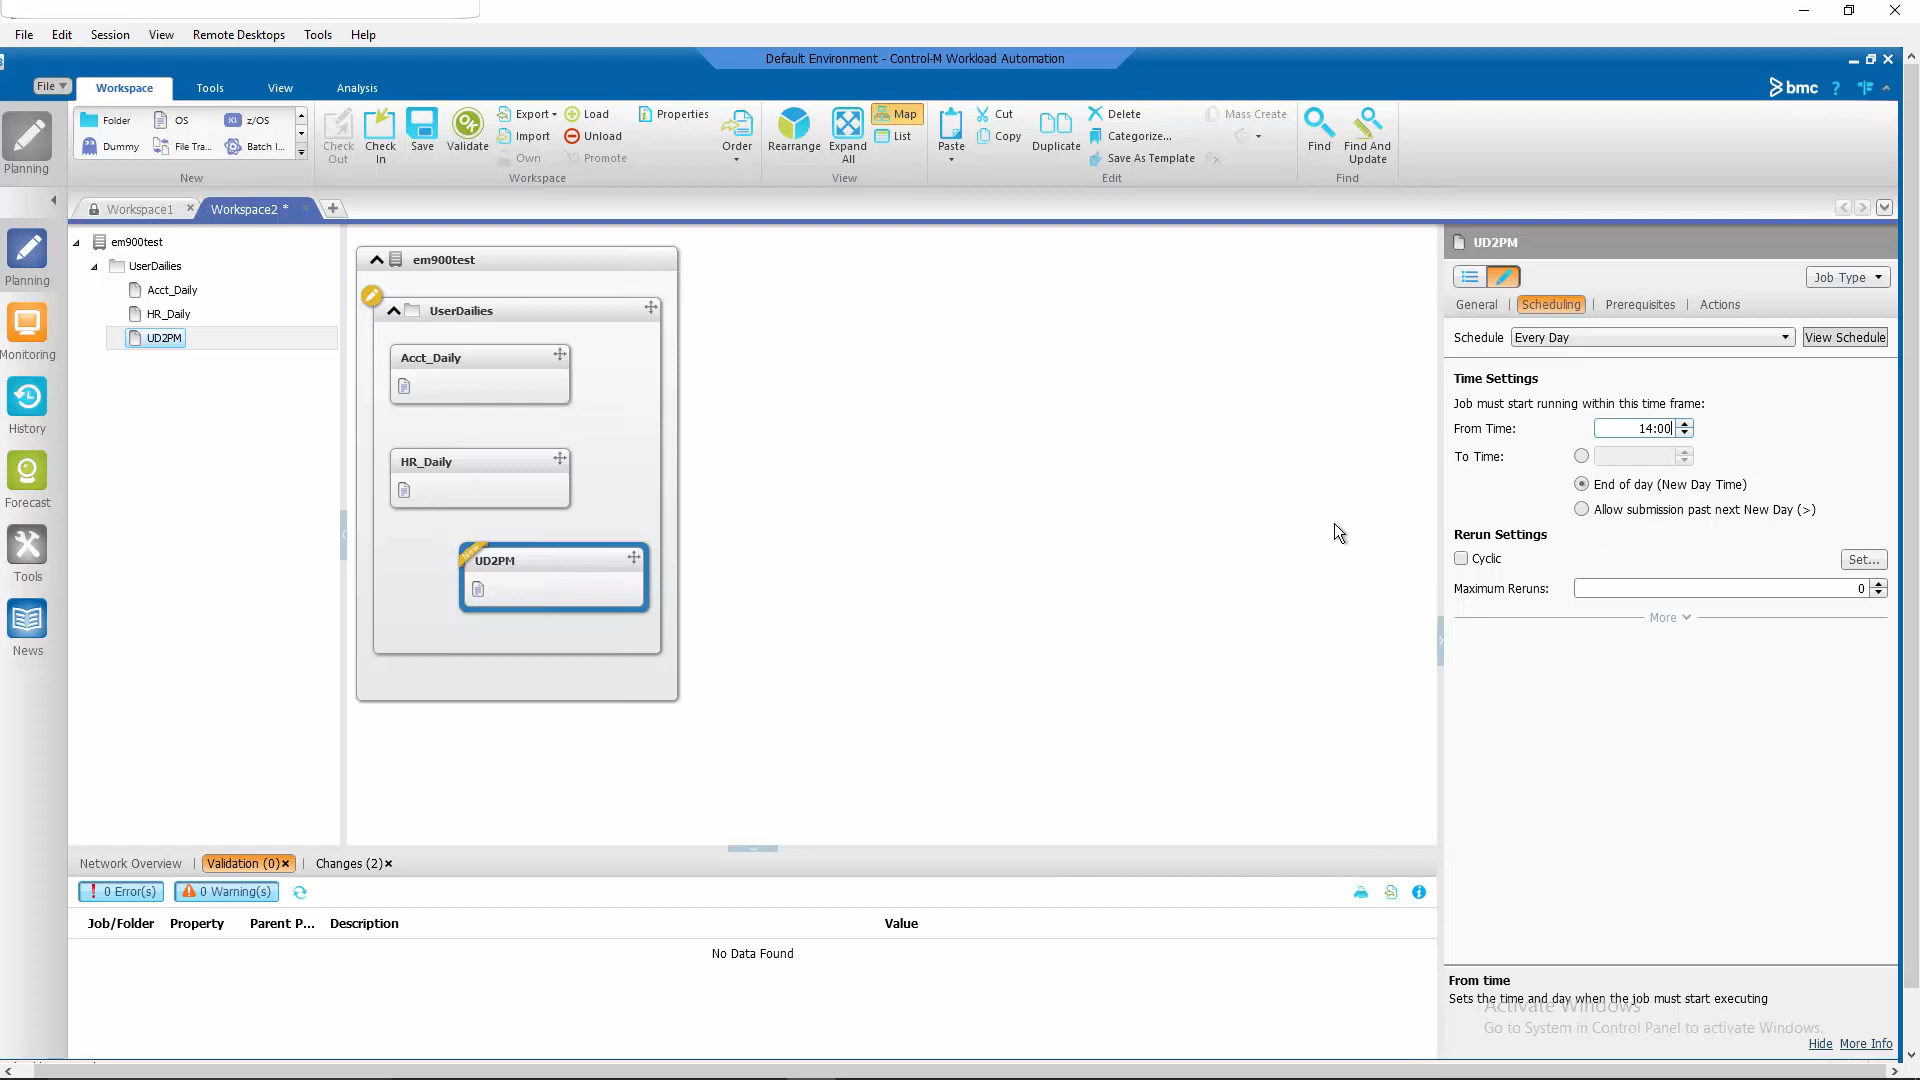 File Edit Session View Remote Desktops Tools Help
Default Environment - Control-M Workload Automation
File Workspace Tools View Analysis
bmc ?
Folder OS z/OS
Dummy File Tra... Batch I...
New
Check Out
Check In
Save
Validate
Export Load
Import Unload
Own Promote
Properties
Order
Workspace
Rearrange
Expand All
Map
List
View
Paste
Cut
Copy
Duplicate
Delete
Categorize...
Save As Template
Mass Create
Edit
Find
Find And Update
Find
Planning
Workspace1
Workspace2 *
Planning
Monitoring
History
Forecast
Tools
News
em900test
UserDailies
Acct_Daily
HR_Daily
UD2PM
em900test
UserDailies
Acct_Daily
HR_Daily
New
UD2PM
UD2PM
Job Type
General | Scheduling | Prerequisites | Actions
Schedule Every Day View Schedule
Time Settings
Job must start running within this time frame:
From Time: 14:00
To Time:
End of day (New Day Time)
Allow submission past next New Day (>)
Rerun Settings
Cyclic Set...
Maximum Reruns: 0
More
Network Overview | Validation (0) | Changes (2)
0 Error(s) 0 Warning(s)
Job/Folder Property Parent P... Description Value
No Data Found
From time
Sets the time and day when the job must start executing
Activate Windows
Go to System in Control Panel to activate Windows.
Hide More Info